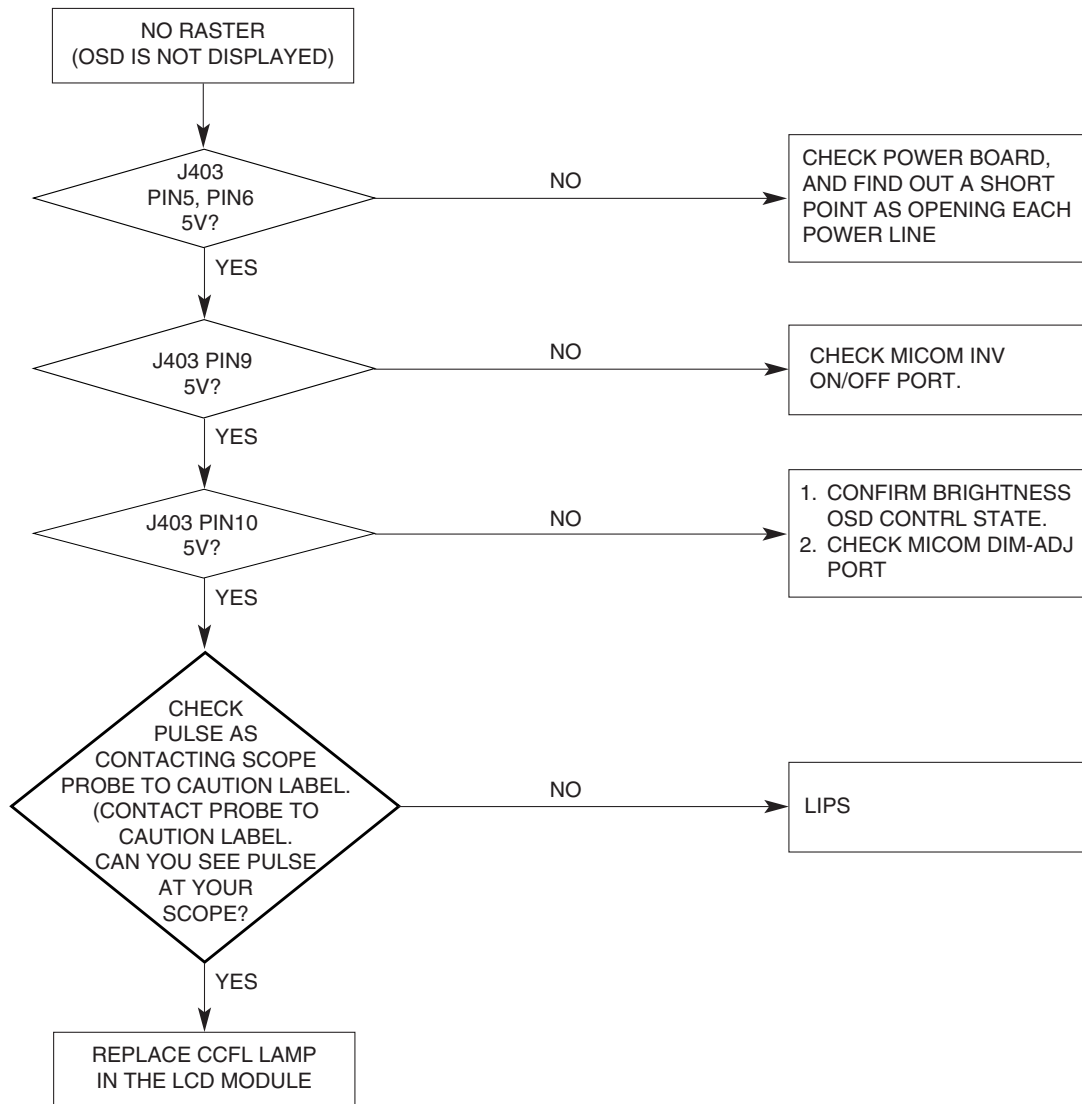 NO RASTER
(OSD IS NOT DISPLAYED)
J403
PIN5, PIN6
5V?
NO
CHECK POWER BOARD,
AND FIND OUT A SHORT
POINT AS OPENING EACH
POWER LINE
YES
J403 PIN9
5V?
NO
CHECK MICOM INV
ON/OFF PORT.
YES
J403 PIN10
5V?
NO
1. CONFIRM BRIGHTNESS
OSD CONTRL STATE.
2. CHECK MICOM DIM-ADJ
PORT
YES
CHECK
PULSE AS
CONTACTING SCOPE
PROBE TO CAUTION LABEL.
(CONTACT PROBE TO
CAUTION LABEL.
CAN YOU SEE PULSE
AT YOUR
SCOPE?
NO
LIPS
YES
REPLACE CCFL LAMP
IN THE LCD MODULE